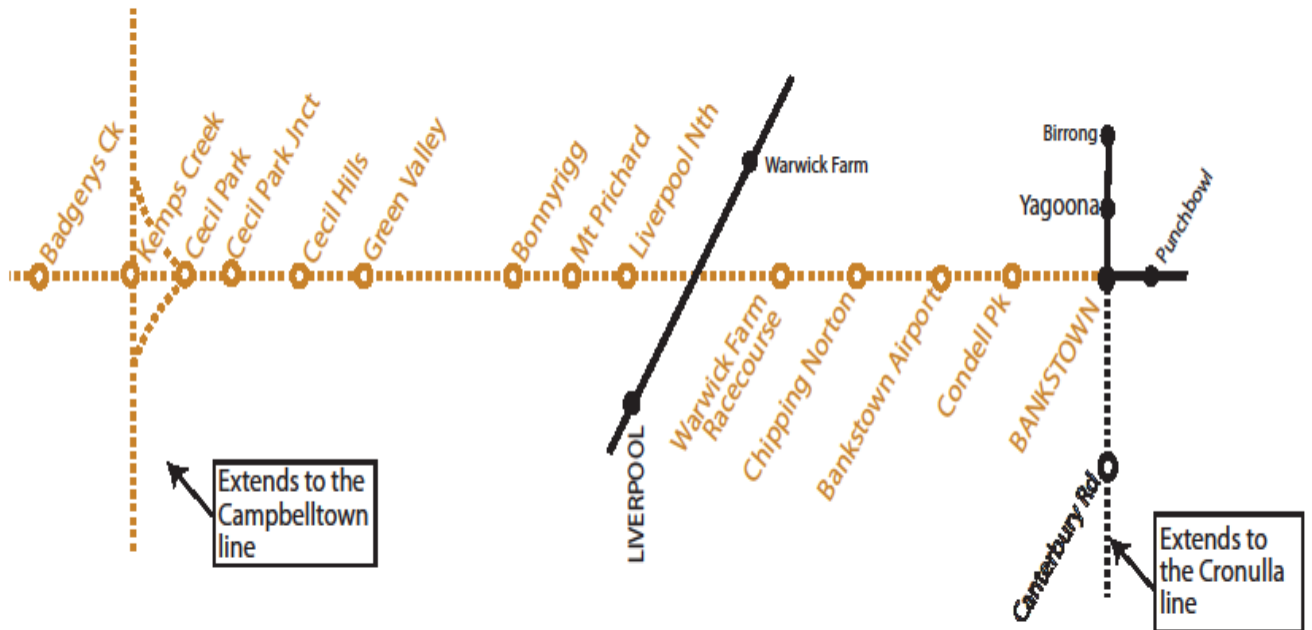 Badgerys Ck
Kemps Creek
Cecil Park
Cecil Park Jnct
Cecil Hills
Green Valley
Bonnyrigg
Mt Prichard
Liverpool Nth
Warwick Farm
Birrong
Yagoona
Punchbowl
Warwick Farm
Racecourse
Chipping Norton
Bankstown Airport
Condell Pk
BANKSTOWN
LIVERPOOL
Canterbury Rd
Extends to the
Campbelltown
line
Extends to
the Cronulla
line